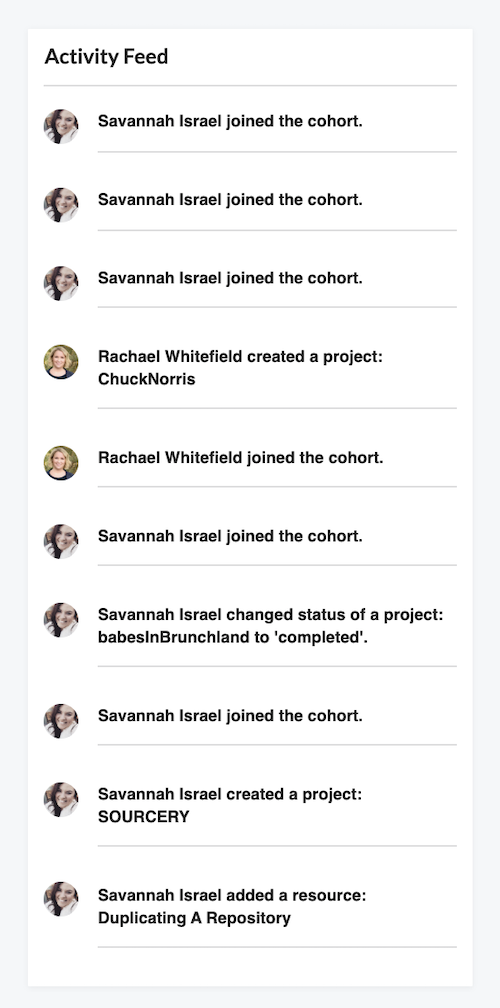 Activity Feed
Savannah Israel joined the cohort.
Savannah Israel joined the cohort.
Savannah Israel joined the cohort.
Rachael Whitefield created a project:
ChuckNorris
Rachael Whitefield joined the cohort.
Savannah Israel joined the cohort.
Savannah Israel changed status of a project:
babesInBrunchland to 'completed'.
Savannah Israel joined the cohort.
Savannah Israel created a project:
SOURCERY
Savannah Israel added a resource:
Duplicating A Repository